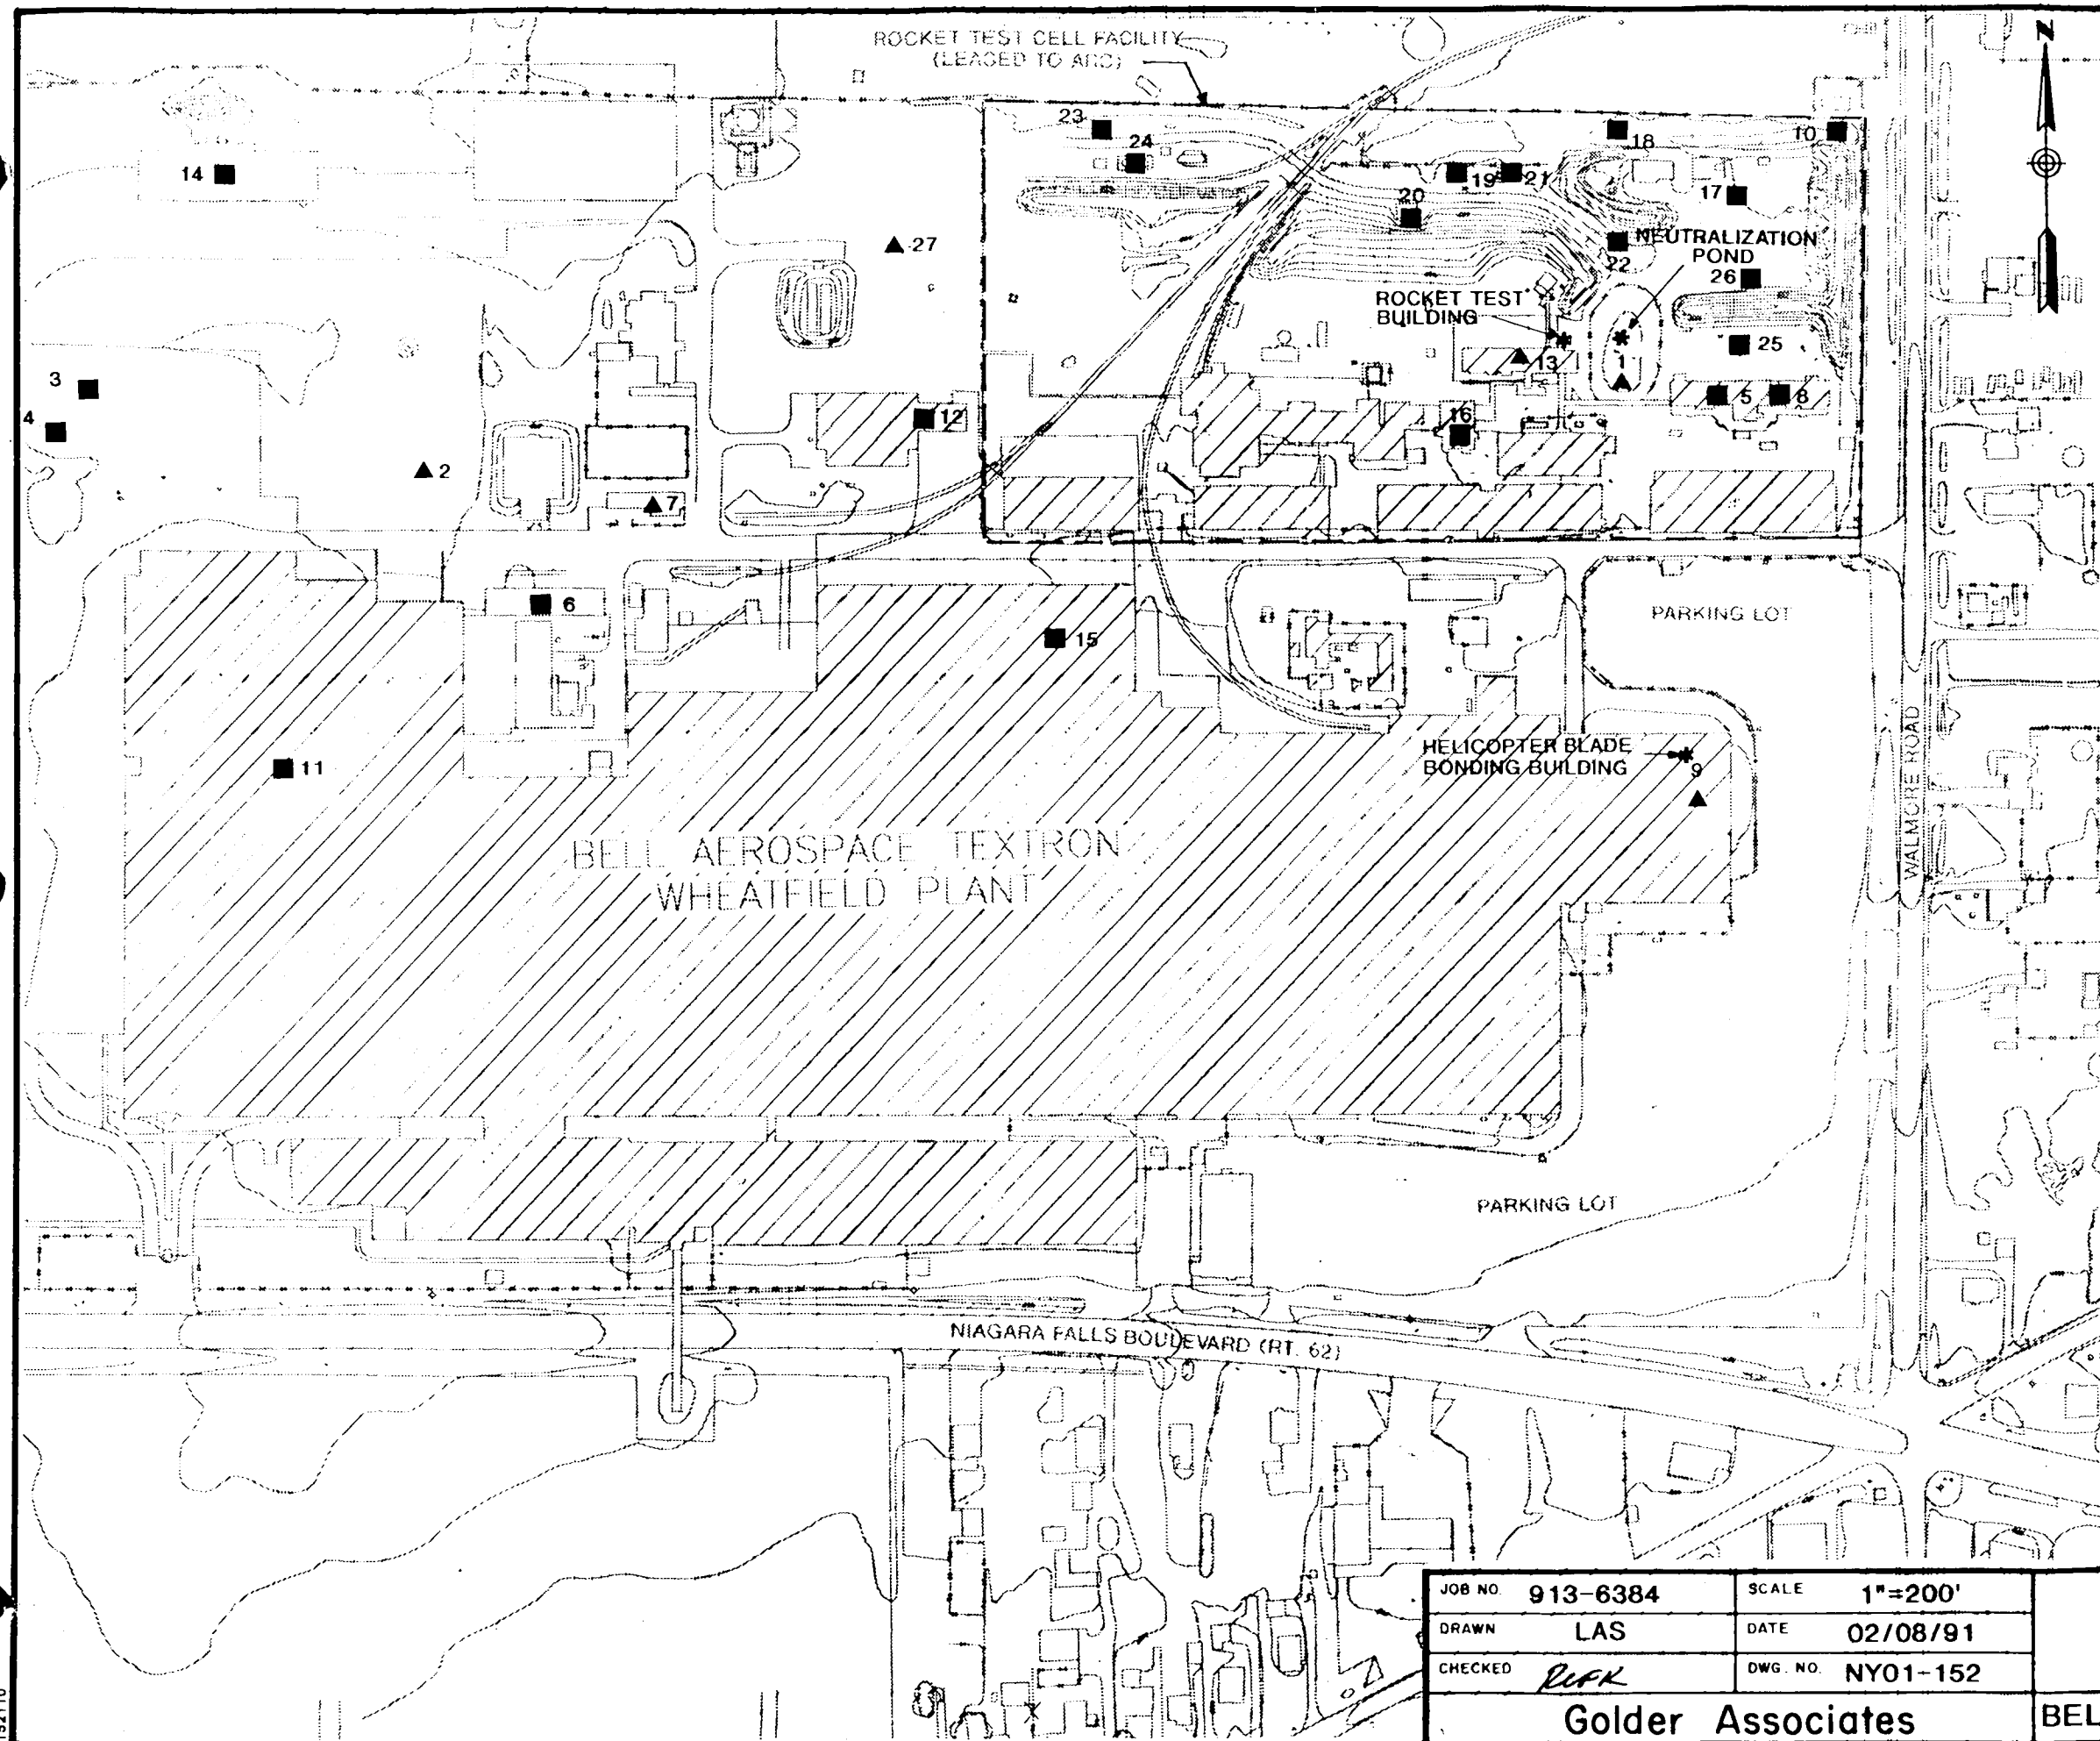 ROCKET TEST CELL FACILITY
(LEASED TO ARC)
N
23
24
18
10
14
19
21
17
20
27
NEUTRALIZATION
POND
22
26
ROCKET TEST
BUILDING
13
1
25
3
4
12
16
5
8
2
7
6
15
PARKING LOT
11
HELICOPTER BLADE
BONDING BUILDING
9
WALMORE ROAD
BELL AEROSPACE TEXTRON
WHEATFIELD PLANT
PARKING LOT
NIAGARA FALLS BOULEVARD (RT. 62)
JOB NO. 913-6384
SCALE 1"=200'
DRAWN LAS
DATE 02/08/91
CHECKED
DWG. NO. NY01-152
Golder Associates
BEL